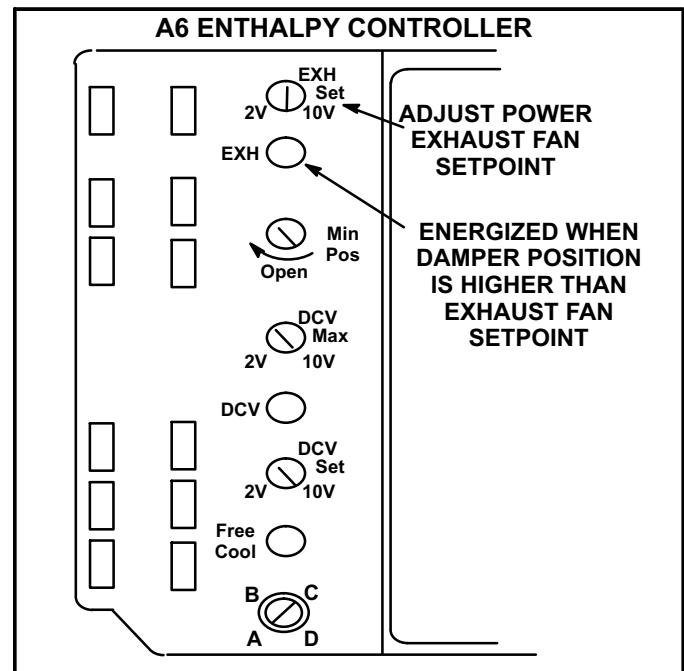 A6 ENTHALPY CONTROLLER
EXH
Set
2V 10V
ADJUST POWER
EXHAUST FAN
SETPOINT
EXH
Min
Pos
Open
ENERGIZED WHEN
DAMPER POSITION
IS HIGHER THAN
EXHAUST FAN
SETPOINT
DCV
Max
2V 10V
DCV
DCV
Set
2V 10V
Free
Cool
B C
A D